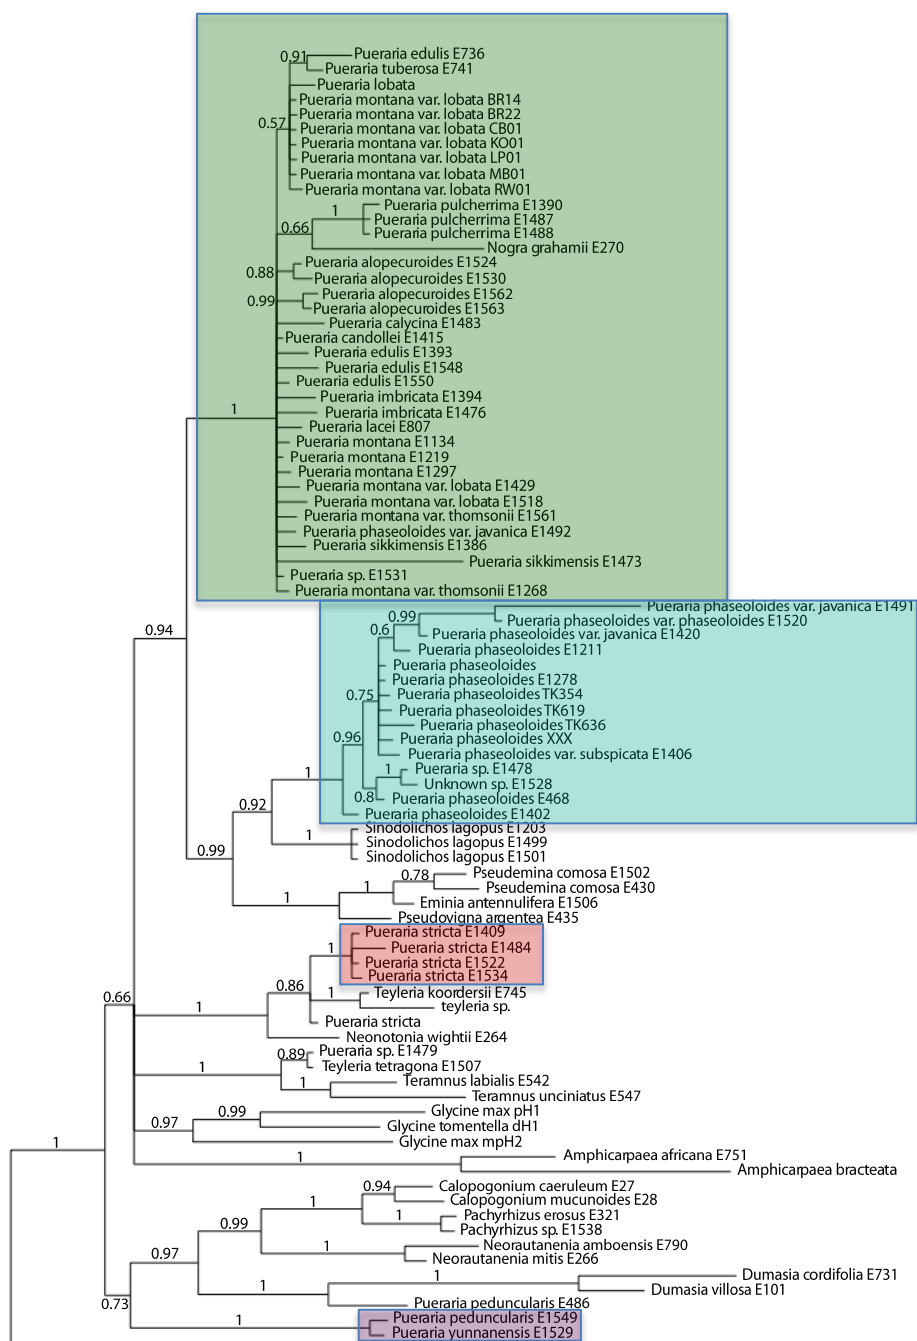 0.91
Pueraria edulis E736
Pueraria tuberosa E741
Pueraria lobata
Pueraria montana var. lobata BR14
Pueraria montana var. lobata BR22
0.57
Pueraria montana var. lobata CB01
Pueraria montana var. lobata KO01
Pueraria montana var. lobata LP01
Pueraria montana var. lobata MB01
Pueraria montana var. lobata RW01
1
Pueraria pulcherrima E1390
Pueraria pulcherrima E1487
0.66
Pueraria pulcherrima E1488
Nogra grahamii E270
0.88
Pueraria alopecuroides E1524
Pueraria alopecuroides E1530
0.99
Pueraria alopecuroides E1562
Pueraria alopecuroides E1563
Pueraria calycina E1483
Pueraria candollei E1415
Pueraria edulis E1393
Pueraria edulis E1548
Pueraria edulis E1550
Pueraria imbricata E1394
1
Pueraria imbricata E1476
Pueraria lacei E807
Pueraria montana E1134
Pueraria montana E1219
Pueraria montana E1297
Pueraria montana var. lobata E1429
Pueraria montana var. lobata E1518
Pueraria montana var. thomsonii E1561
Pueraria phaseoloides var. javanica E1492
Pueraria sikkimensis E1386
Pueraria sikkimensis E1473
Pueraria sp. E1531
Pueraria montana var. thomsonii E1268
Pueraria phaseoloides var. javanica E1491
0.99
Pueraria phaseoloides var. phaseoloides E1520
0.94
0.6
Pueraria phaseoloides var. javanica E1420
Pueraria phaseoloides E1211
Pueraria phaseoloides
Pueraria phaseoloides E1278
0.75
Pueraria phaseoloides TK354
Pueraria phaseoloides TK619
Pueraria phaseoloides TK636
0.96
Pueraria phaseoloides XXX
Pueraria phaseoloides var. subspicata E1406
1
1
Pueraria sp. E1478
Unknown sp. E1528
0.8
Pueraria phaseoloides E468
0.92
Pueraria phaseoloides E1402
Sinodolichos lagopus E1203
1
Sinodolichos lagopus E1499
0.99
Sinodolichos lagopus E1501
0.78
Pseudemina comosa E1502
1
Pseudemina comosa E430
1
Eminia antennulifera E1506
Pseudovigna argentea E435
Pueraria stricta E1409
1
Pueraria stricta E1484
Pueraria stricta E1522
Pueraria stricta E1534
0.86
1
Teyleria koordersii E745
0.66
teyleria sp.
1
Pueraria stricta
Neonotonia wightii E264
0.89
Pueraria sp. E1479
1
Teyleria tetragona E1507
1
Teramnus labialis E542
Teramnus unciniatus E547
0.99
Glycine max pH1
0.97
Glycine tomentella dH1
1
Glycine max mpH2
1
Amphicarpaea africana E751
Amphicarpaea bracteata
0.94
Calopogonium caeruleum E27
1
Calopogonium mucunoides E28
0.99
1
Pachyrhizus erosus E321
Pachyrhizus sp. E1538
1
Neorautanenia amboensis E790
0.97
Neorautanenia mitis E266
1
Dumasia cordifolia E731
1
Dumasia villosa E101
0.73
Pueraria peduncularis E486
1
Pueraria peduncularis E1549
Pueraria yunnanensis E1529